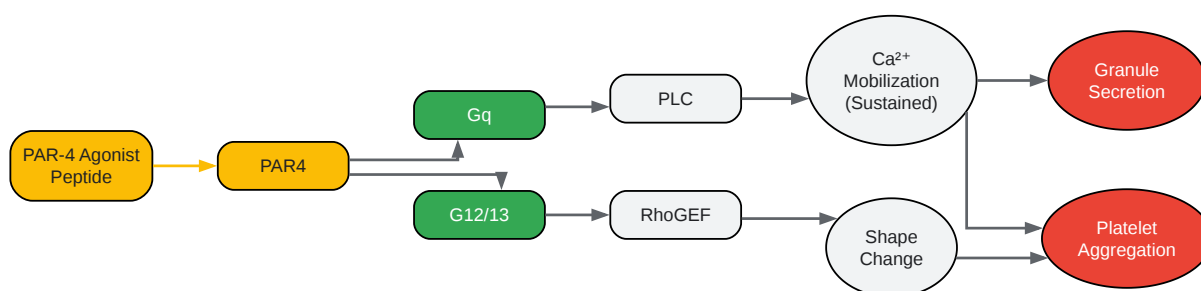 PAR-4 Agonist
Peptide
PAR4
Gq
G12/13
PLC
RhoGEF
Ca²⁺
Mobilization
(Sustained)
Shape
Change
Granule
Secretion
Platelet
Aggregation